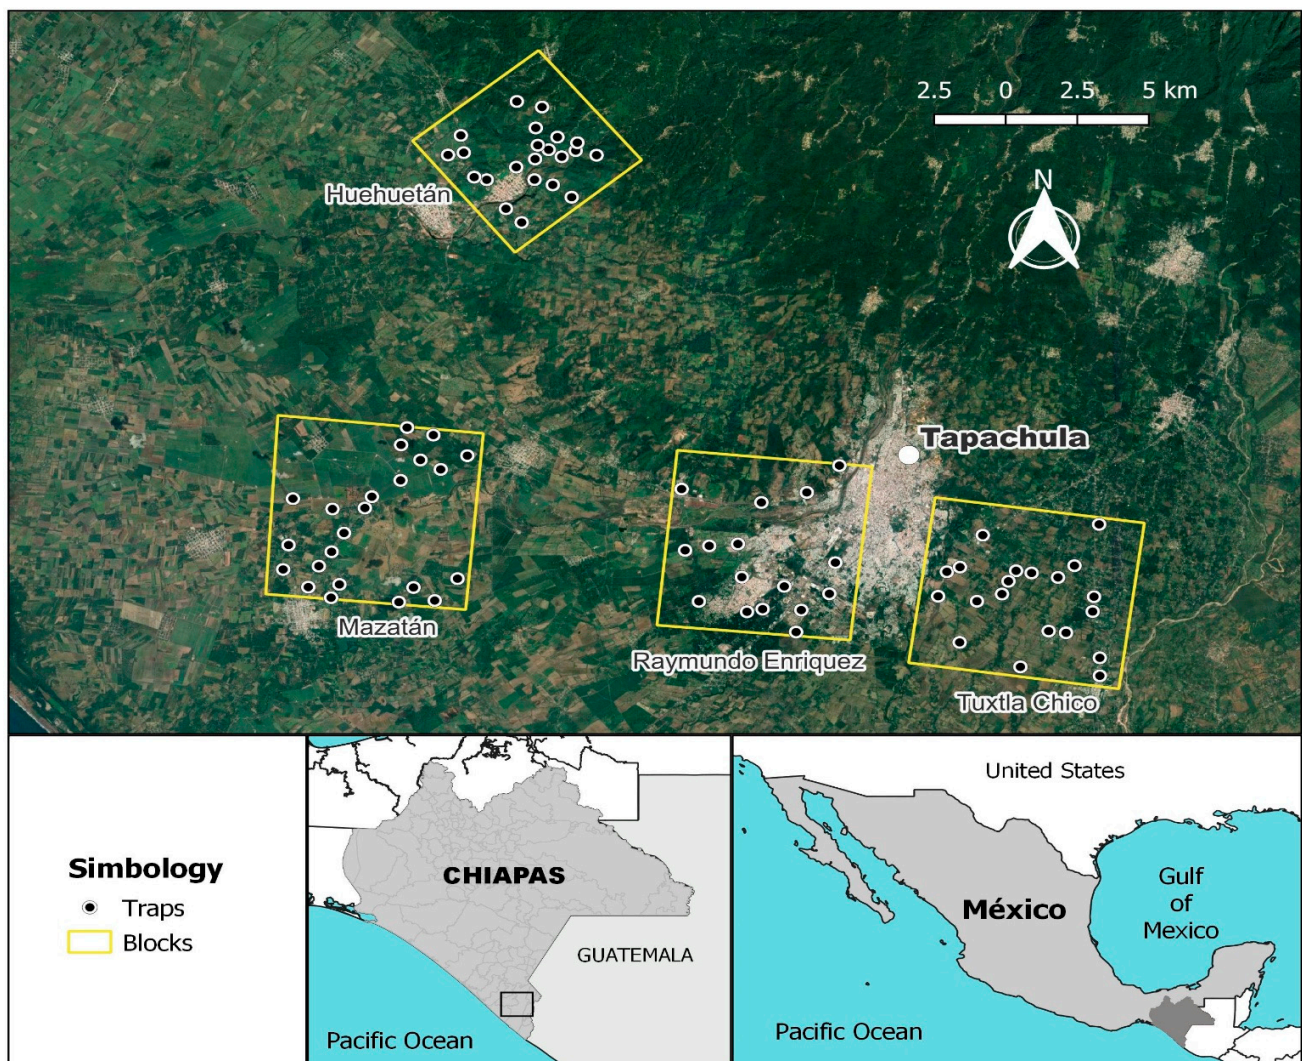 2.5 0 2.5 5 km
N
Huehuetán
Tapachula
Mazatán
Raymundo Enriquez
Tuxtla Chico
Simbology
Traps
Blocks
CHIAPAS
GUATEMALA
Pacific Ocean
United States
Gulf
of
Mexico
México
Pacific Ocean